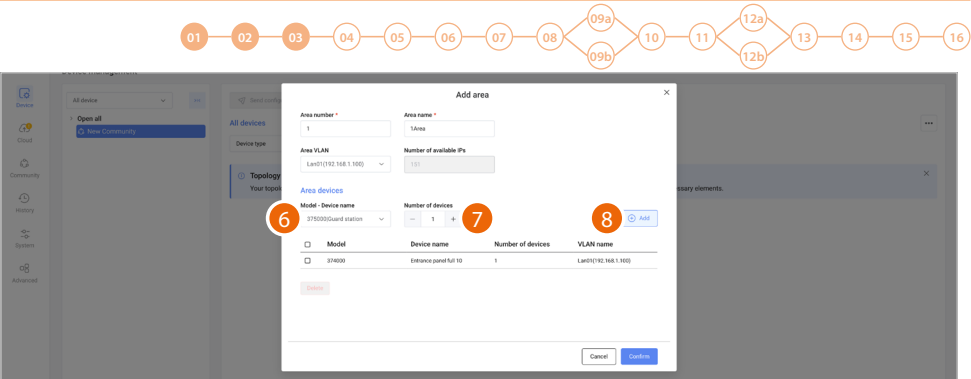 09a
12a
01
02
03
04
05
06
07
08
10
11
13
14
15
16
09b
12b
Device management
Device
Cloud
Community
History
System
Advanced
All device
Open all
New Community
All devices
Device type
Topology
Your topol
ssary elements.
Add area
Area number *
Area name *
1
1Area
Area VLAN
Number of available IPs
Lan01(192.168.1.100)
151
Area devices
Model - Device name
Number of devices
6
375000|Guard station
1
7
8
Add
Model
Device name
Number of devices
VLAN name
374000
Entrance panel full 10
1
Lan01(192.168.1.100)
Delete
Cancel
Confirm